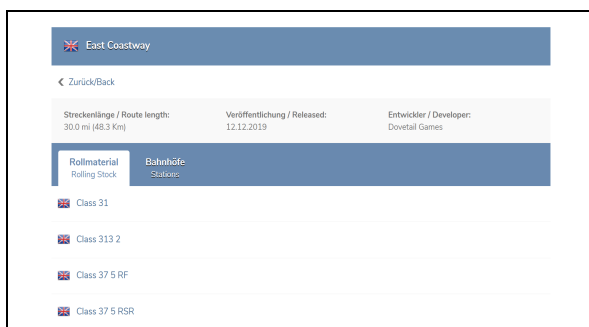 East Coastway
Zurück/Back
Streckenlänge / Route length:
30.0 mi (48.3 Km)
Veröffentlichung / Released:
12.12.2019
Entwickler / Developer:
Dovetail Games
Rollmaterial
Rolling Stock
Bahnhöfe
Stations
Class 31
Class 313 2
Class 37 5 RF
Class 37 5 RSR